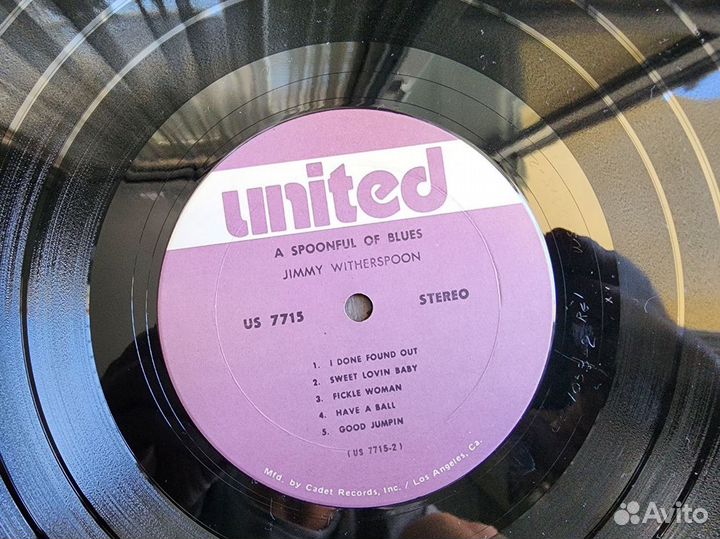 united
A SPOONFUL OF BLUES
JIMMY WITHERSPOON
US 7715 STEREO
1. I DONE FOUND OUT
2. SWEET LOVIN BABY
3. FICKLE WOMAN
4. HAVE A BALL
5. GOOD JUMPIN
(US 7715-2)
Mfd. by Cadet Records, Inc. / Los Angeles, Ca.
Avito